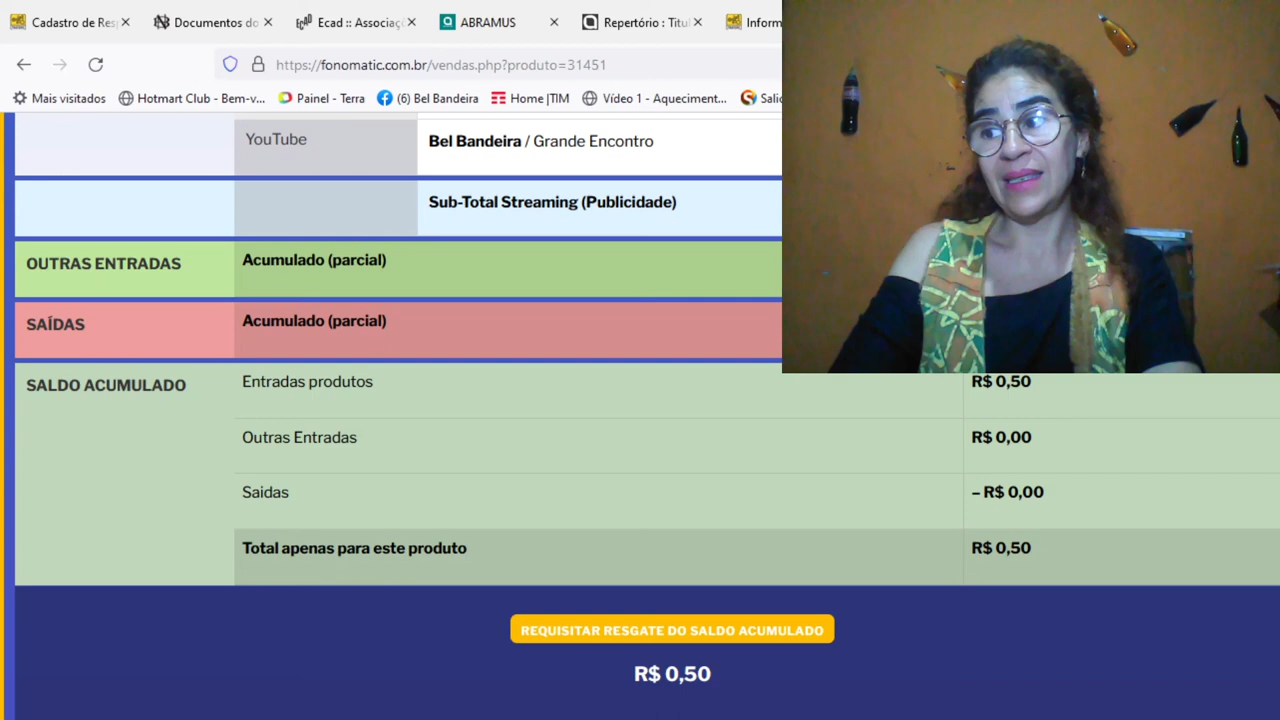 Cadastro de Res
Documentos do
Ecad :: Associaç
ABRAMUS
Repertório : Titul
Inform
https://fonomatic.com.br/vendas.php?produto=31451
Mais visitados
Hotmart Club - Bem-v...
Painel - Terra
(6) Bel Bandeira
Home |TIM
Vídeo 1 - Aqueciment...
Salic
YouTube
Bel Bandeira / Grande Encontro
Sub-Total Streaming (Publicidade)
OUTRAS ENTRADAS
Acumulado (parcial)
SAÍDAS
Acumulado (parcial)
SALDO ACUMULADO
Entradas produtos
R$ 0,50
Outras Entradas
R$ 0,00
Saidas
– R$ 0,00
Total apenas para este produto
R$ 0,50
REQUISITAR RESGATE DO SALDO ACUMULADO
R$ 0,50